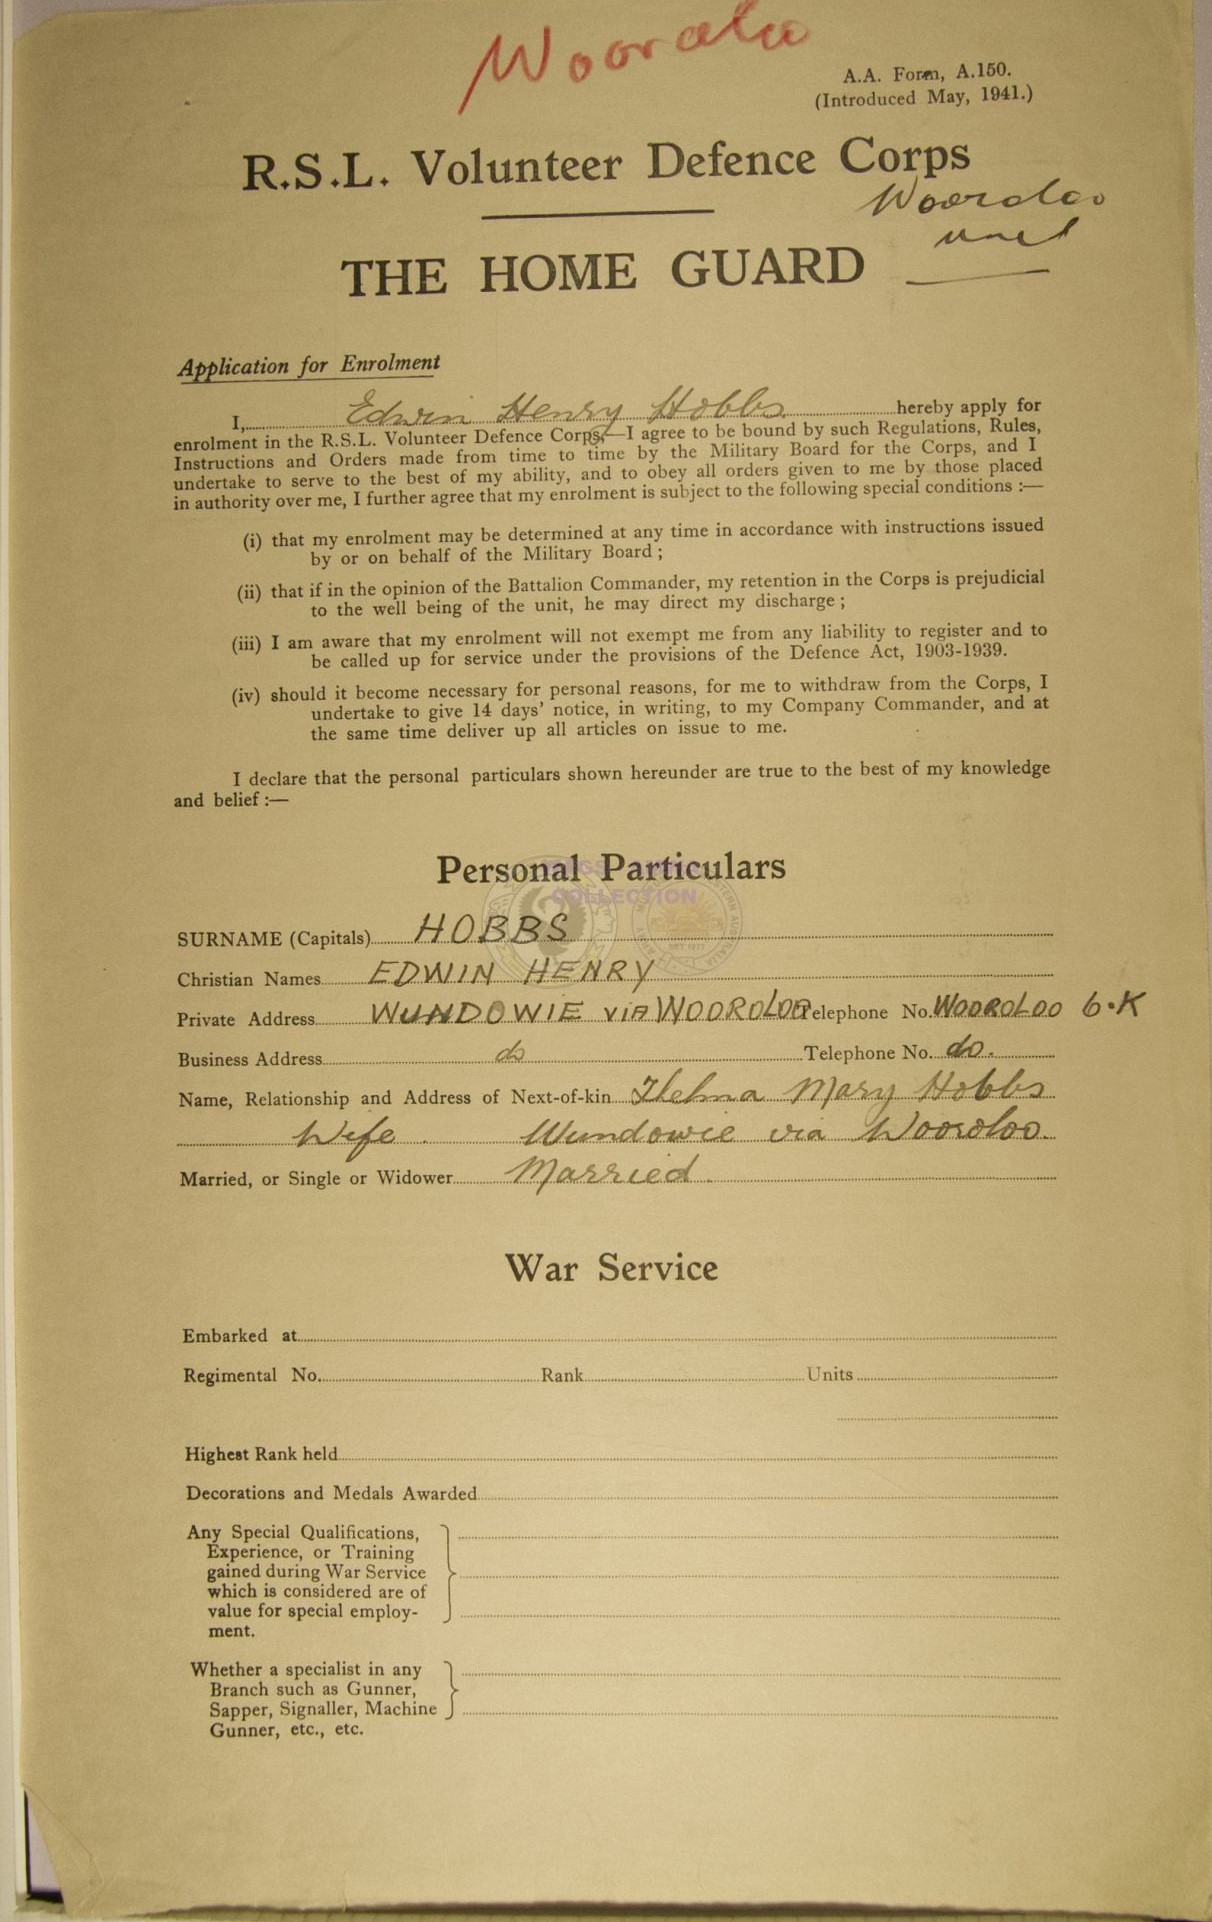 Wooroloo
A.A. Form, A.150.
(Introduced May, 1941.)
R.S.L. Volunteer Defence Corps
Wooroloo
unit
THE HOME GUARD
Application for Enrolment
I, Edwin Henry Hobbs hereby apply for
enrolment in the R.S.L. Volunteer Defence Corps,—I agree to be bound by such Regulations, Rules,
Instructions and Orders made from time to time by the Military Board for the Corps, and I
undertake to serve to the best of my ability, and to obey all orders given to me by those placed
in authority over me, I further agree that my enrolment is subject to the following special conditions :—
(i) that my enrolment may be determined at any time in accordance with instructions issued
by or on behalf of the Military Board ;
(ii) that if in the opinion of the Battalion Commander, my retention in the Corps is prejudicial
to the well being of the unit, he may direct my discharge ;
(iii) I am aware that my enrolment will not exempt me from any liability to register and to
be called up for service under the provisions of the Defence Act, 1903-1939.
(iv) should it become necessary for personal reasons, for me to withdraw from the Corps, I
undertake to give 14 days' notice, in writing, to my Company Commander, and at
the same time deliver up all articles on issue to me.
I declare that the personal particulars shown hereunder are true to the best of my knowledge
and belief :—
Personal Particulars
COLLECTION
SURNAME (Capitals) HOBBS
Christian Names EDWIN HENRY
Private Address WUNDOWIE VIA WOOROLOO Telephone No. WOOROLOO 6.K
Business Address do Telephone No. do.
Name, Relationship and Address of Next-of-kin Thelma Mary Hobbs
Wife. Wundowie via Wooroloo.
Married, or Single or Widower Married.
War Service
Embarked at
Regimental No. Rank Units
Highest Rank held
Decorations and Medals Awarded
Any Special Qualifications,
Experience, or Training
gained during War Service
which is considered are of
value for special employ-
ment.
Whether a specialist in any
Branch such as Gunner,
Sapper, Signaller, Machine
Gunner, etc., etc.